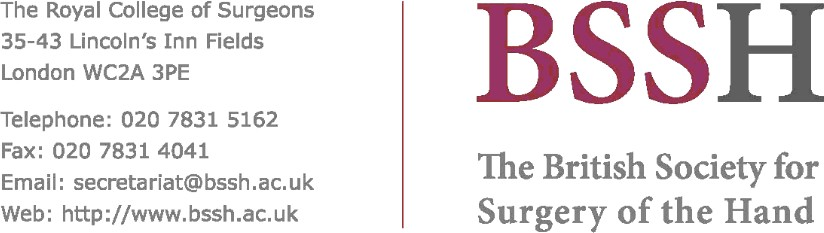 The Royal College of Surgeons
35-43 Lincoln's Inn Fields
London WC2A 3PE
Telephone: 020 7831 5162
Fax: 020 7831 4041
Email: secretariat@bssh.ac.uk
Web: http://www.bssh.ac.uk
BSSH
The British Society for
Surgery of the Hand